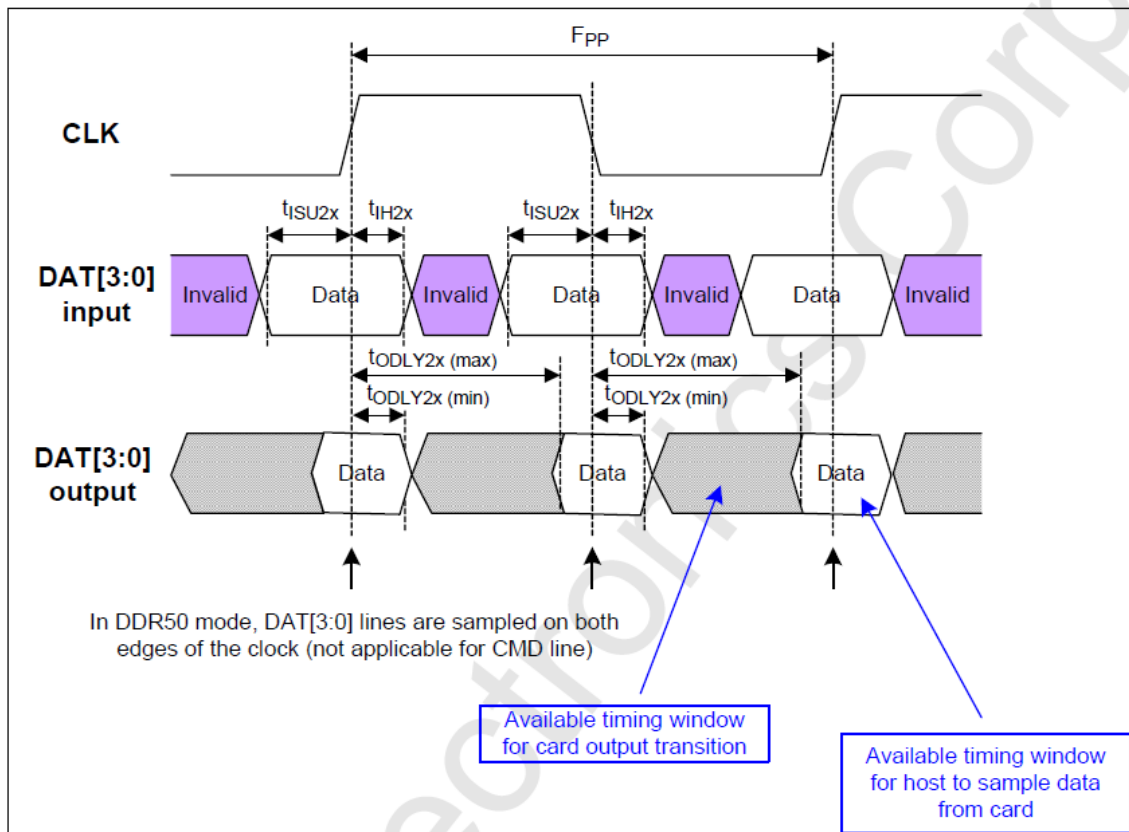 FPP
CLK
tISU2x
tIH2x
tISU2x
tIH2x
DAT[3:0]
input
Invalid
Data
Invalid
Data
Invalid
Data
Invalid
tODLY2x (max)
tODLY2x (max)
tODLY2x (min)
tODLY2x (min)
DAT[3:0]
output
Data
Data
Data
In DDR50 mode, DAT[3:0] lines are sampled on both
edges of the clock (not applicable for CMD line)
Available timing window
for card output transition
Available timing window
for host to sample data
from card
ectronics Corp